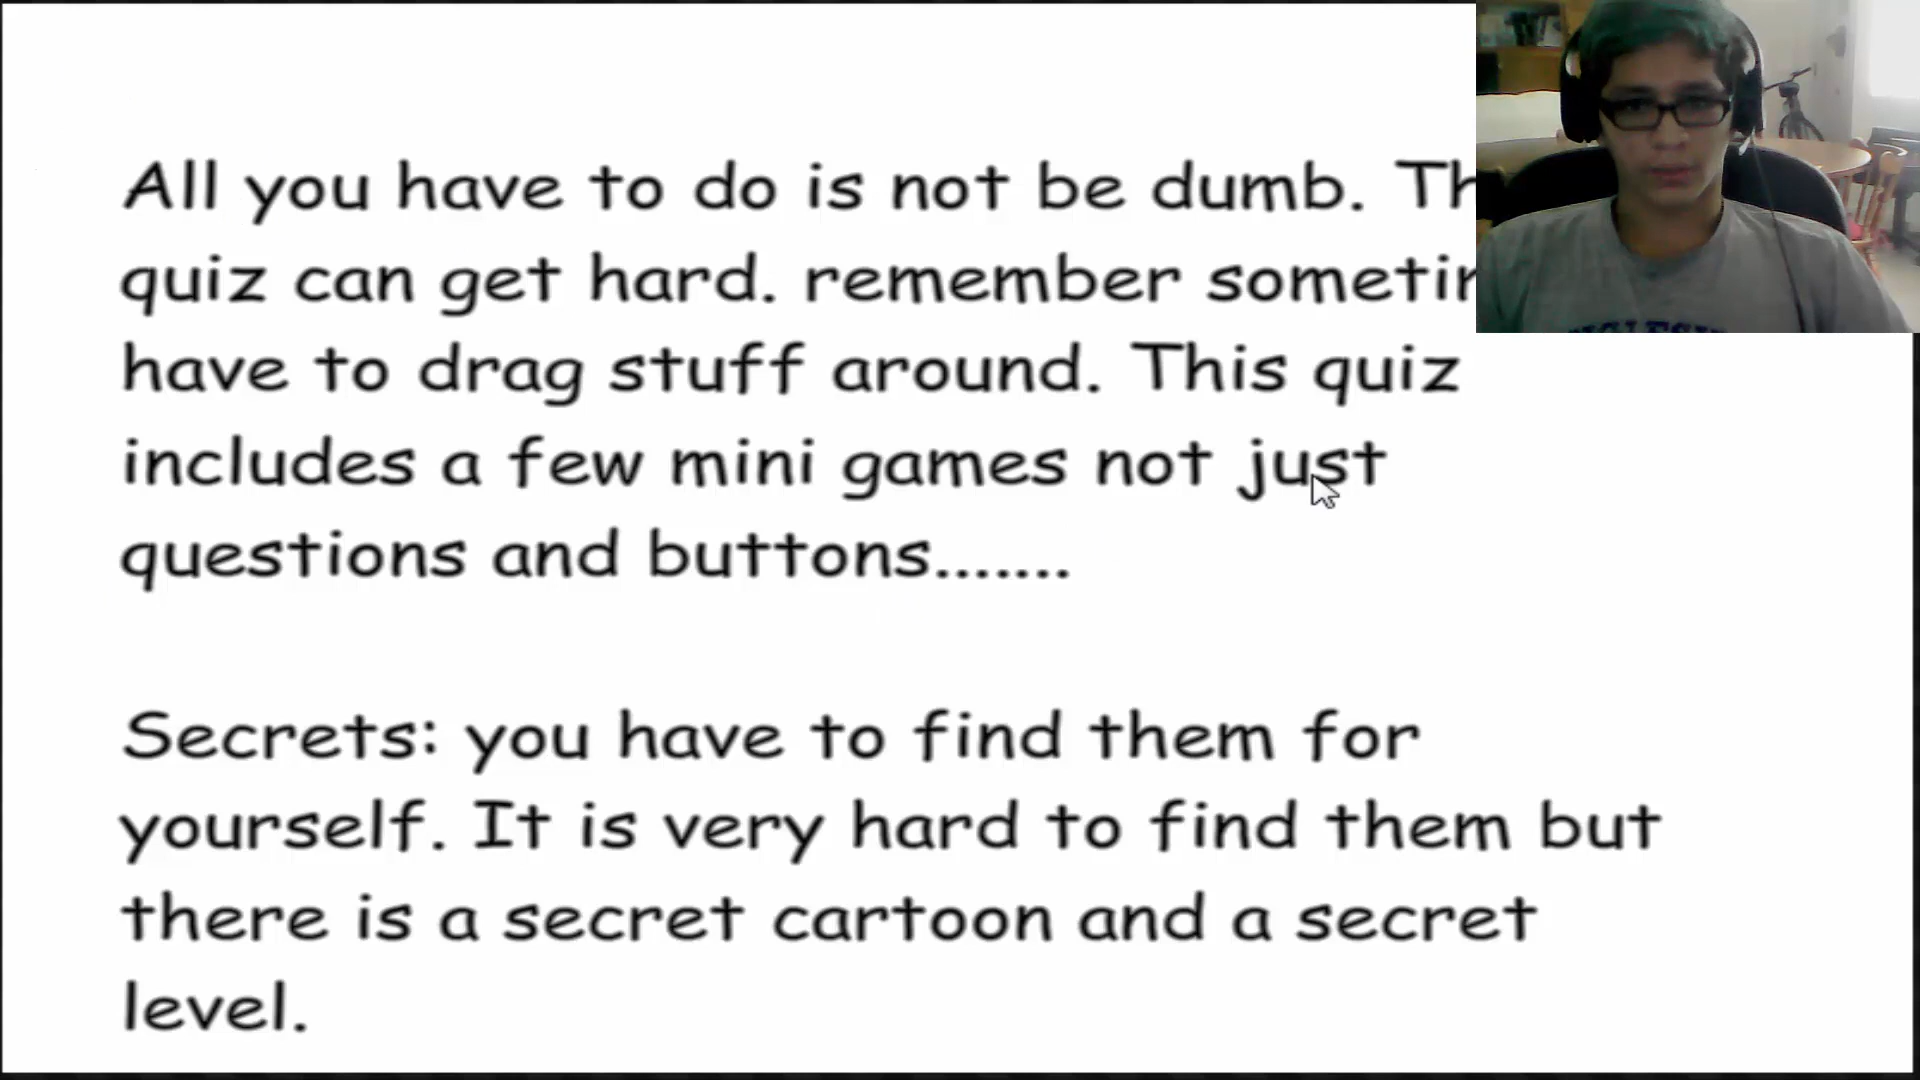 All you have to do is not be dumb.
quiz can get hard. remember
have to drag stuff around. This quiz
includes a few mini games not just
questions and buttons.......
Secrets: you have to find them for
yourself. It is very hard to find them but
there is a secret cartoon and a secret
level.